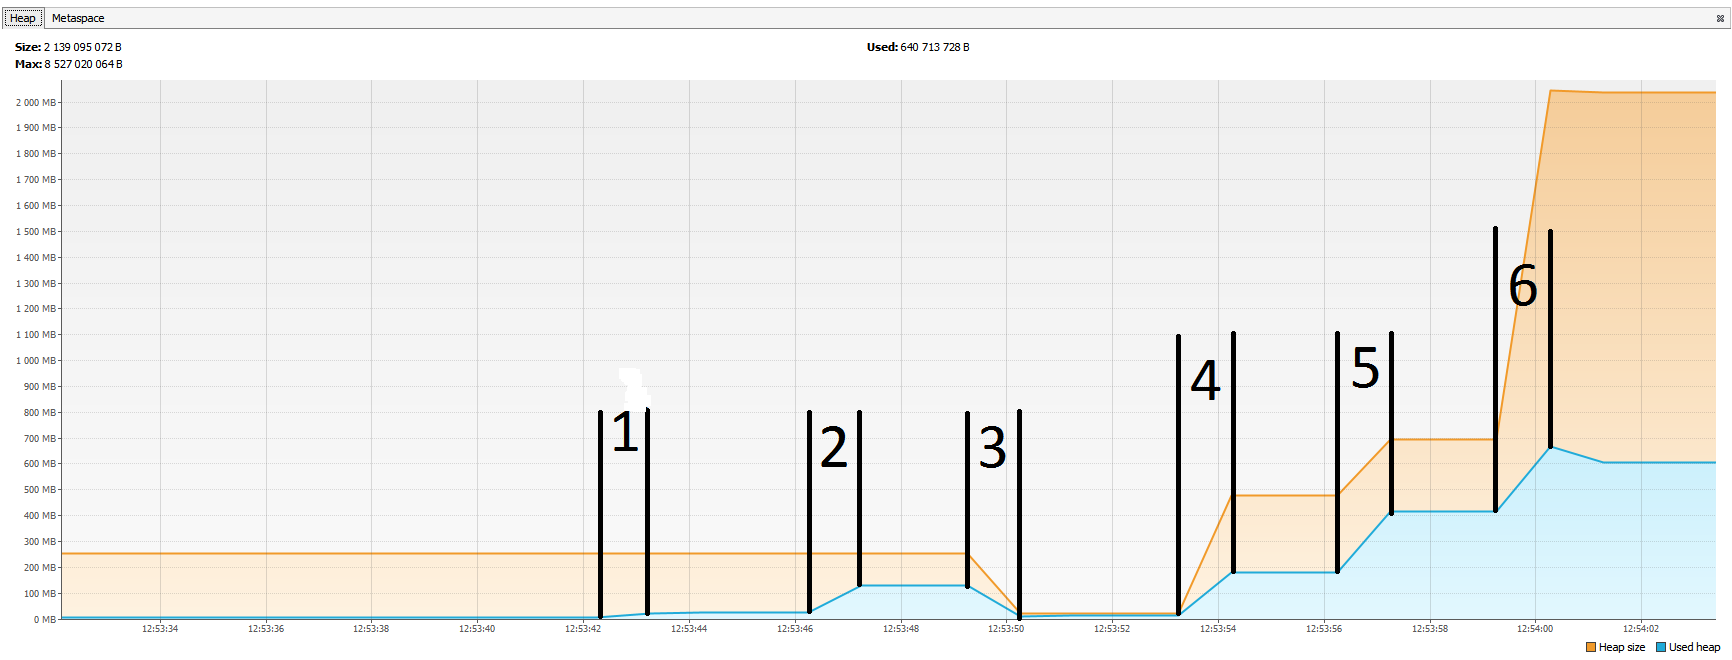 Heap Metaspace
Size: 2 139 095 072 B Used: 640 713 728 B
Max: 8 527 020 064 B
2 000 MB
1 900 MB
1 800 MB
1 700 MB
1 600 MB
1 500 MB
1 400 MB
1 300 MB
1 200 MB
1 100 MB
1 000 MB
900 MB
800 MB
700 MB
600 MB
500 MB
400 MB
300 MB
200 MB
100 MB
0 MB
1 2 3 4 5 6
12:53:34 12:53:36 12:53:38 12:53:40 12:53:42 12:53:44 12:53:46 12:53:48 12:53:50 12:53:52 12:53:54 12:53:56 12:53:58 12:54:00 12:54:02
Heap size Used heap